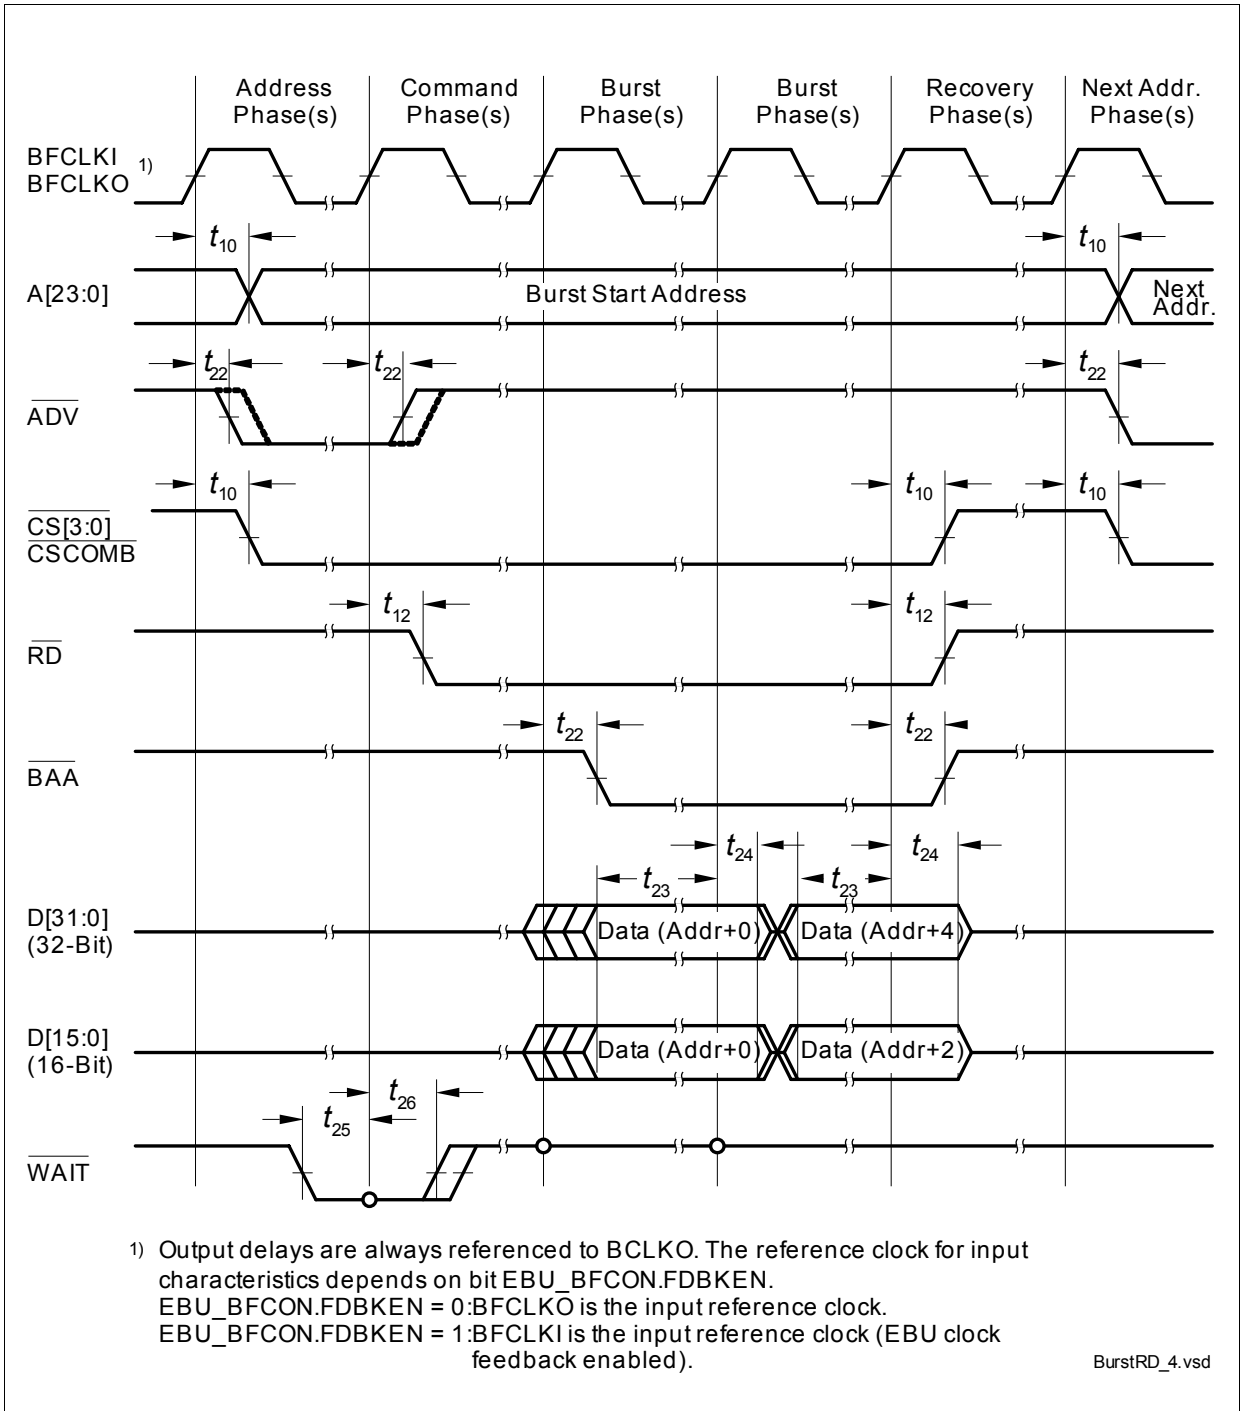 Address Phase(s)
Command Phase(s)
Burst Phase(s)
Burst Phase(s)
Recovery Phase(s)
Next Addr. Phase(s)
BFCLKI
BFCLKO 1)
t10
t10
A[23:0]
Burst Start Address
Next Addr.
t22
t22
t22
ADV
t10
t10
t10
CS[3:0]
CSCOMB
t12
t12
RD
t22
t22
BAA
t24
t24
t23
t23
D[31:0]
(32-Bit)
Data (Addr+0)
Data (Addr+4)
D[15:0]
(16-Bit)
Data (Addr+0)
Data (Addr+2)
t26
t25
WAIT
1) Output delays are always referenced to BCLKO. The reference clock for input
characteristics depends on bit EBU_BFCON.FDBKEN.
EBU_BFCON.FDBKEN = 0:BFCLKO is the input reference clock.
EBU_BFCON.FDBKEN = 1:BFCLKI is the input reference clock (EBU clock
feedback enabled).
BurstRD_4.vsd